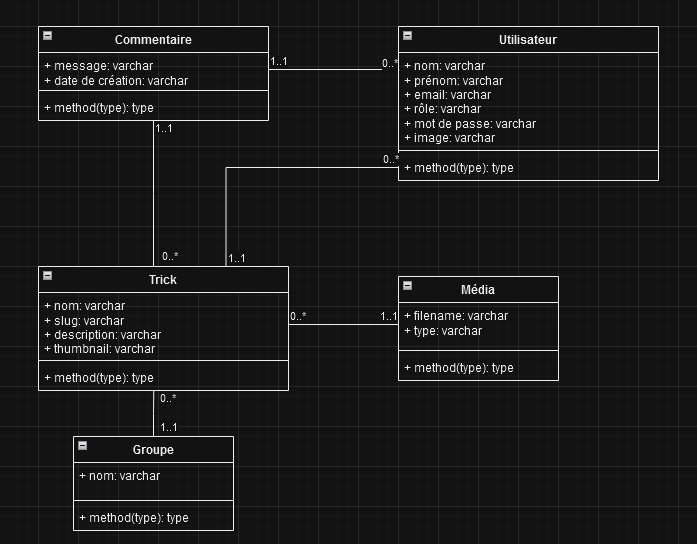 Commentaire
+ message: varchar
+ date de création: varchar
+ method(type): type
1..1
0..*
Utilisateur
+ nom: varchar
+ prénom: varchar
+ email: varchar
+ rôle: varchar
+ mot de passe: varchar
+ image: varchar
+ method(type): type
1..1
0..*
0..*
1..1
Trick
+ nom: varchar
+ slug: varchar
+ description: varchar
+ thumbnail: varchar
+ method(type): type
0..*
1..1
Média
+ filename: varchar
+ type: varchar
+ method(type): type
0..*
1..1
Groupe
+ nom: varchar
+ method(type): type